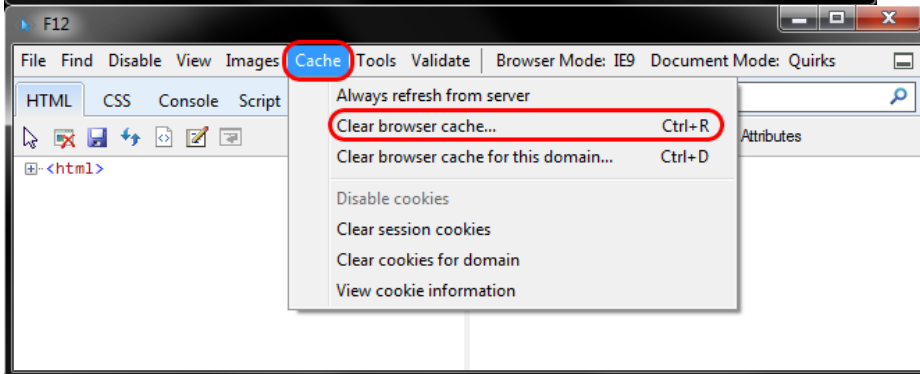 F12
File Find Disable View Images Cache Tools Validate Browser Mode: IE9 Document Mode: Quirks
HTML CSS Console Script
Always refresh from server
Clear browser cache... Ctrl+R
Attributes
Clear browser cache for this domain... Ctrl+D
<html>
Disable cookies
Clear session cookies
Clear cookies for domain
View cookie information